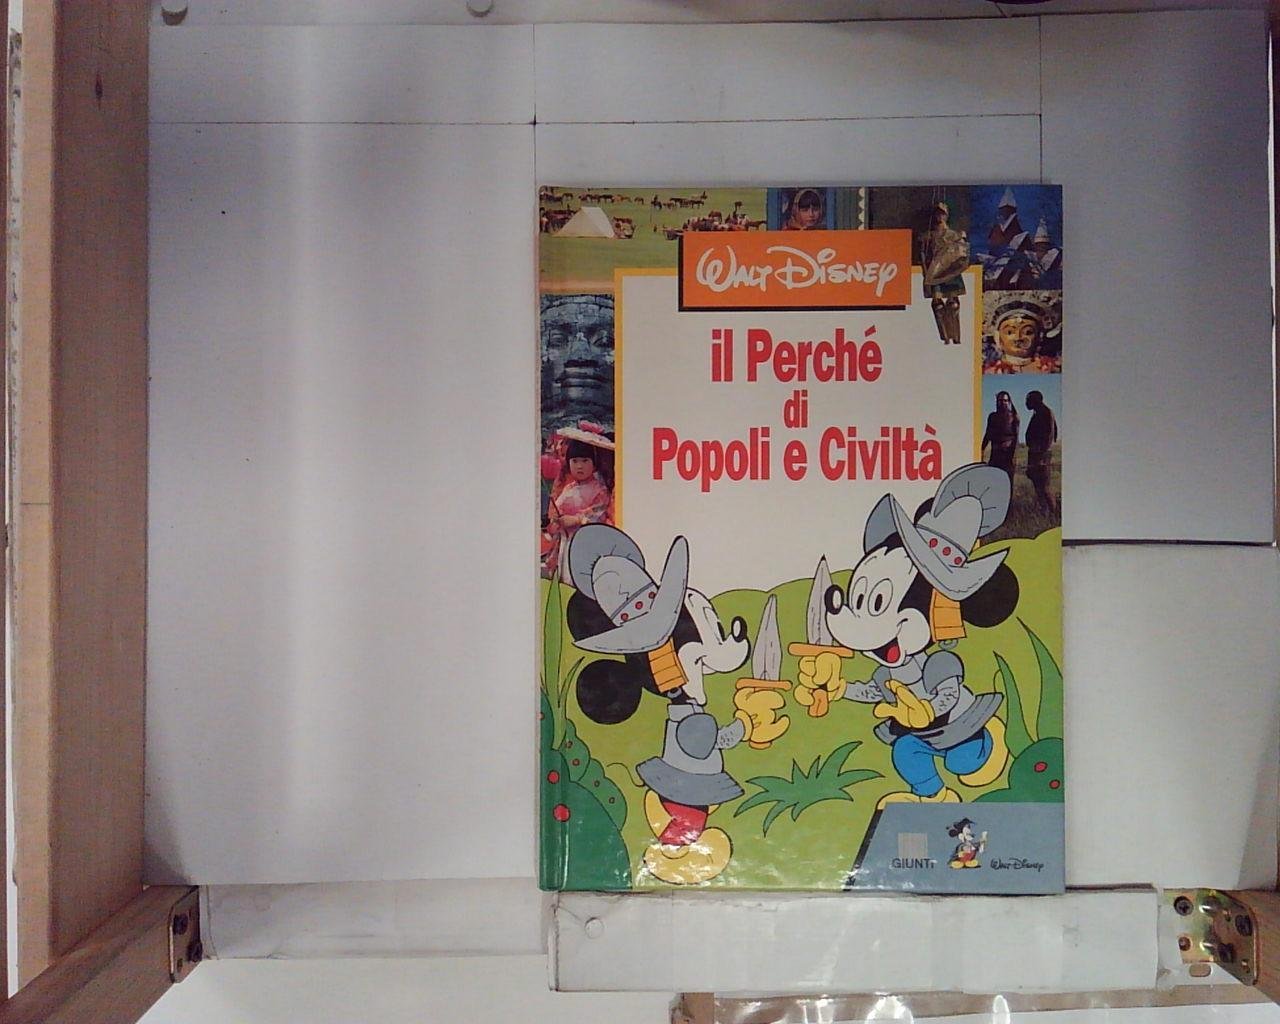 Walt Disney
il Perché
di
Popoli e Civiltà
GIUNTI
Walt Disney